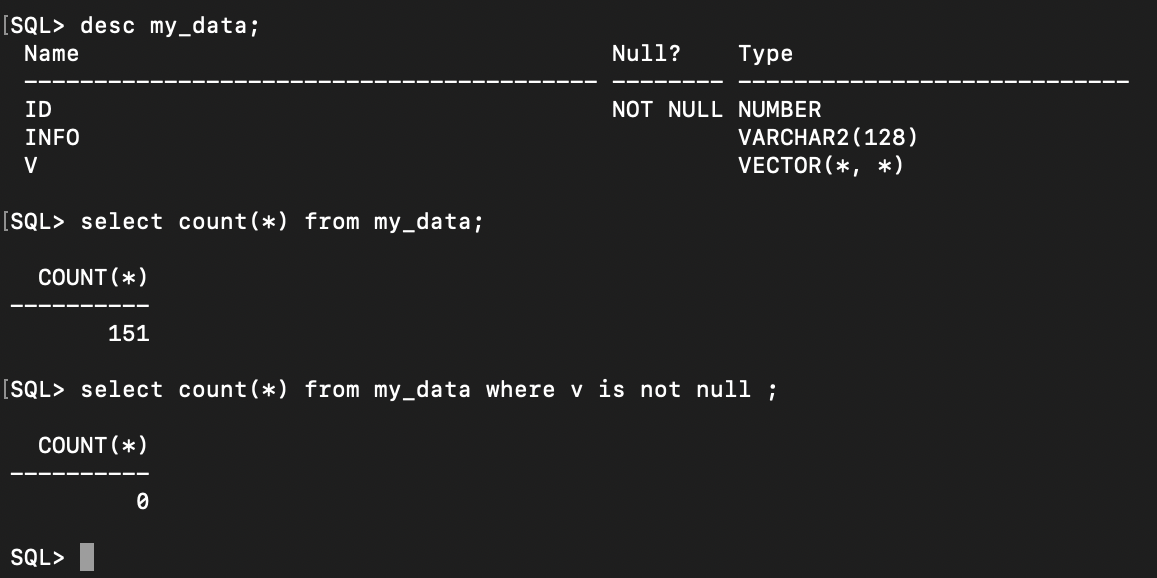 [SQL> desc my_data;
 Name                                      Null?    Type
 ----------------------------------------- -------- ----------------------------
 ID                                        NOT NULL NUMBER
 INFO                                               VARCHAR2(128)
 V                                                  VECTOR(*, *)
[SQL> select count(*) from my_data;
  COUNT(*)
----------
       151
[SQL> select count(*) from my_data where v is not null ;
  COUNT(*)
----------
         0
SQL>